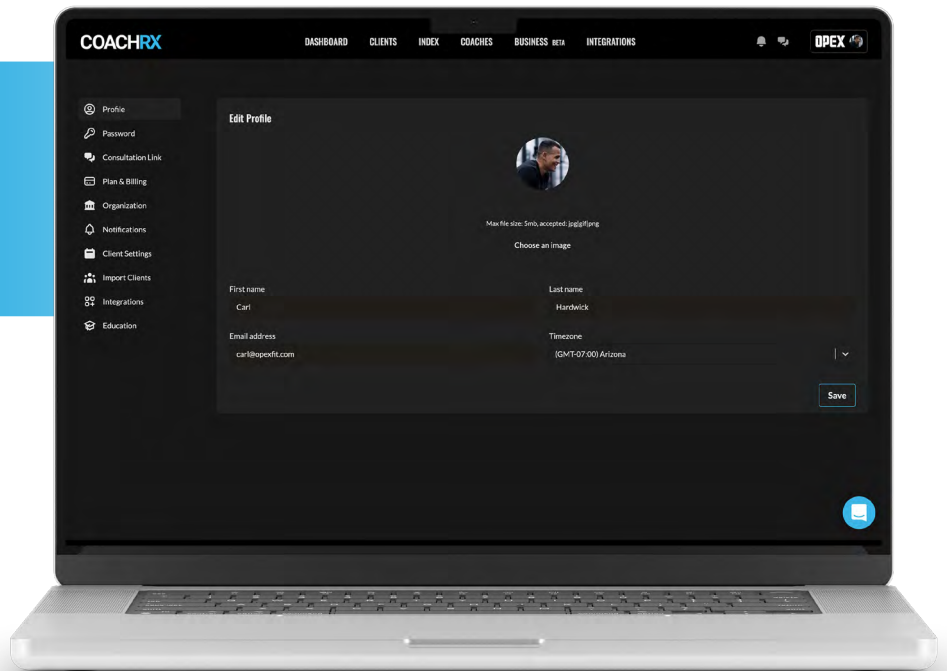 COACHRX
DASHBOARD CLIENTS INDEX COACHES BUSINESS BETA INTEGRATIONS
OPEX
Profile
Password
Consultation Link
Plan & Billing
Organization
Notifications
Client Settings
Import Clients
Integrations
Education
Edit Profile
Max file size: 5mb, accepted: jpg|gif|png
Choose an image
First name
Last name
Carl
Hardwick
Email address
Timezone
carl@opexfit.com
(GMT-07:00) Arizona
Save